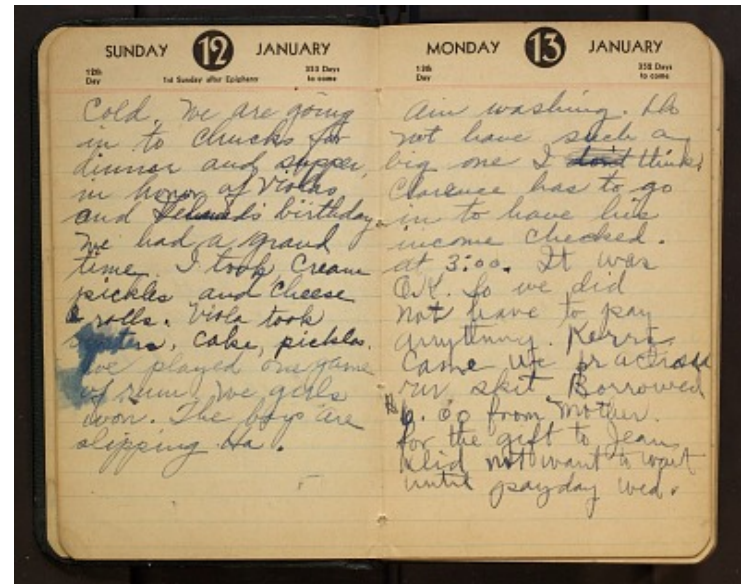 SUNDAY 12 JANUARY
12th Day 1st Sunday after Epiphany 353 Days to come
Cold. We are going
in to Chucks for
dinner and supper,
in honor of Violas
and birthday.
We had a grand
time. I took Cream
pickles and cheese
& rolls. Viola took
cake, pickles.
We played one game
of rum, we girls
won. The boys are
slipping Ha.
MONDAY 13 JANUARY
13th Day 352 Days to come
Am washing. Do
not have such a
big one I don't think.
Clarence has to go
in to have his
income checked.
at 3:00. It was
O.K. So we did
not have to pay
anything. Kerrys
Came we practised
our skit Borrowed
6.00 from Mother
for the gift to Jean
did not want to wait
until payday wed.